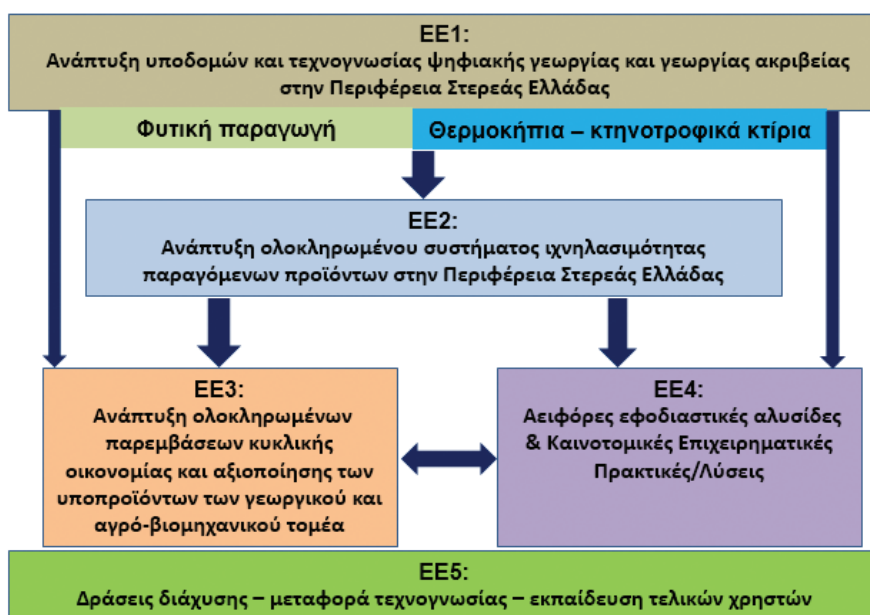 ΕΕ1:
Ανάπτυξη υποδομών και τεχνογνωσίας ψηφιακής γεωργίας και γεωργίας ακριβείας
στην Περιφέρεια Στερεάς Ελλάδας
Φυτική παραγωγή
Θερμοκήπια – κτηνοτροφικά κτίρια
ΕΕ2:
Ανάπτυξη ολοκληρωμένου συστήματος ιχνηλασιμότητας
παραγόμενων προϊόντων στην Περιφέρεια Στερεάς Ελλάδας
ΕΕ3:
Ανάπτυξη ολοκληρωμένων
παρεμβάσεων κυκλικής
οικονομίας και αξιοποίησης των
υποπροϊόντων των γεωργικού και
αγρό-βιομηχανικού τομέα
ΕΕ4:
Αειφόρες εφοδιαστικές αλυσίδες
& Καινοτομικές Επιχειρηματικές
Πρακτικές/Λύσεις
ΕΕ5:
Δράσεις διάχυσης – μεταφορά τεχνογνωσίας – εκπαίδευση τελικών χρηστών